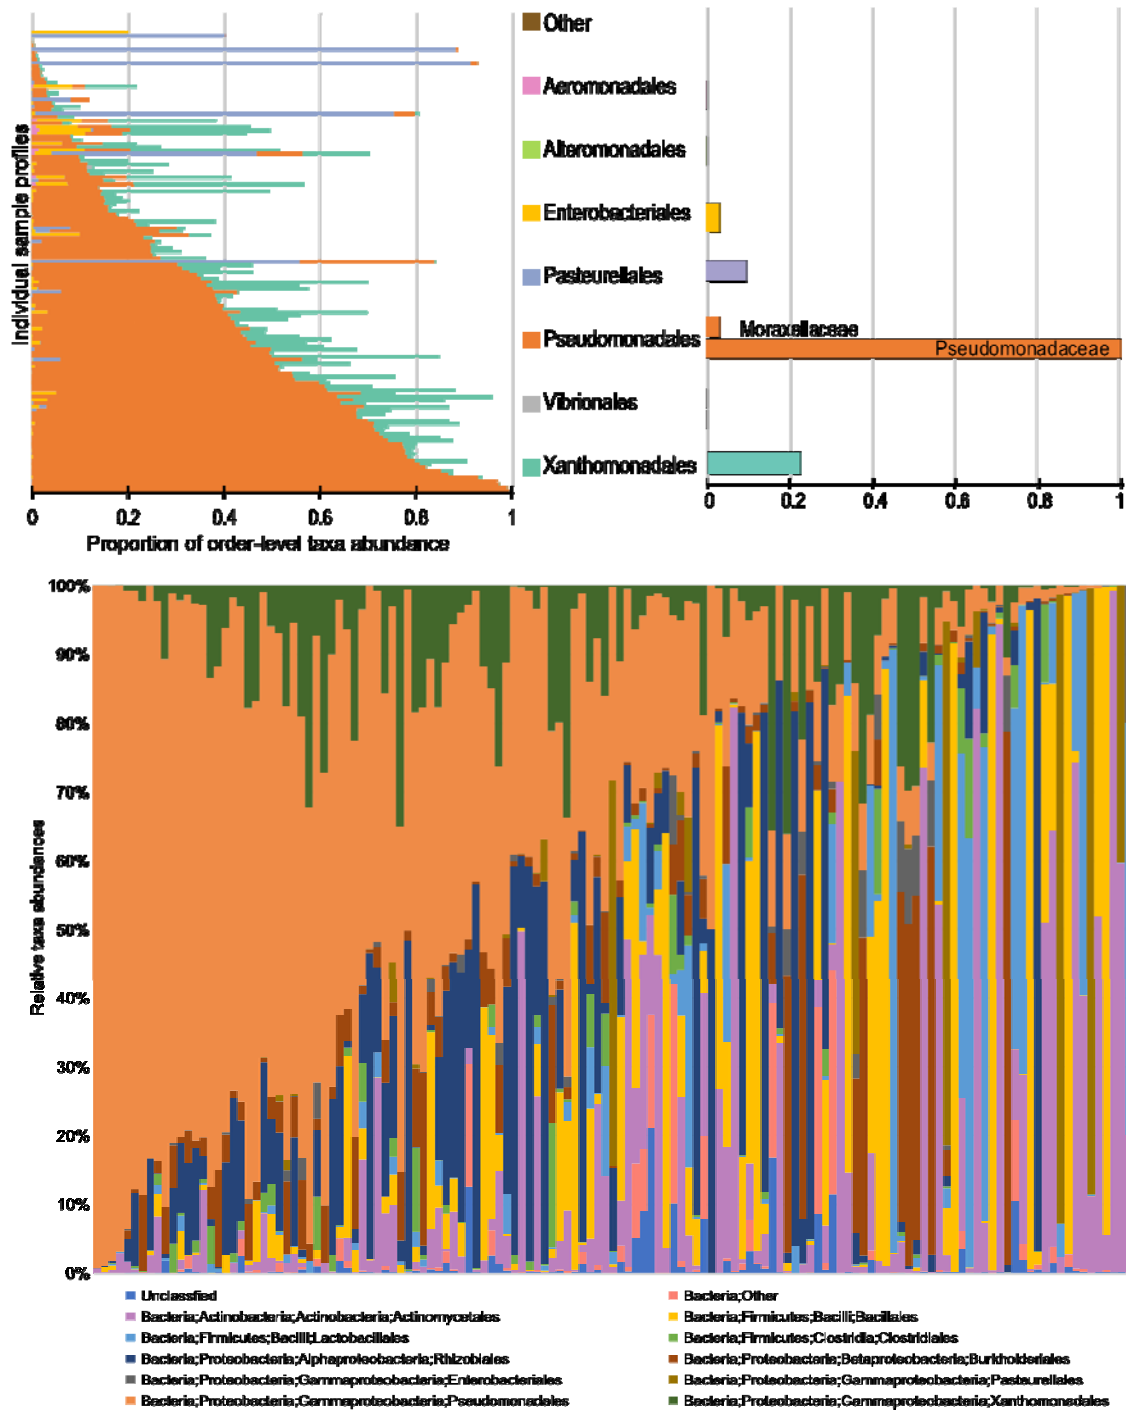 Individual sample profiles
0 0.2 0.4 0.6 0.8 1
Proportion of order-level taxa abundance
Other
Aeromonadales
Alteromonadales
Enterobacteriales
Pasteurellales
Pseudomonadales
Vibrionales
Xanthomonadales
Moraxellaceae
Pseudomonadaceae
0 0.2 0.4 0.6 0.8 1
Relative taxa abundances
100%
90%
80%
70%
60%
50%
40%
30%
20%
10%
0%
Unclassfied
Bacteria;Other
Bacteria;Actinobacteria;Actinobacteria;Actinomycetales
Bacteria;Firmicutes;Bacilli;Bacillales
Bacteria;Firmicutes;Bacilli;Lactobacillales
Bacteria;Firmicutes;Clostridia;Clostridiales
Bacteria;Proteobacteria;Alphaproteobacteria;Rhizobiales
Bacteria;Proteobacteria;Betaproteobacteria;Burkholderiales
Bacteria;Proteobacteria;Gammaproteobacteria;Enterobacteriales
Bacteria;Proteobacteria;Gammaproteobacteria;Pasteurellales
Bacteria;Proteobacteria;Gammaproteobacteria;Pseudomonadales
Bacteria;Proteobacteria;Gammaproteobacteria;Xanthomonadales